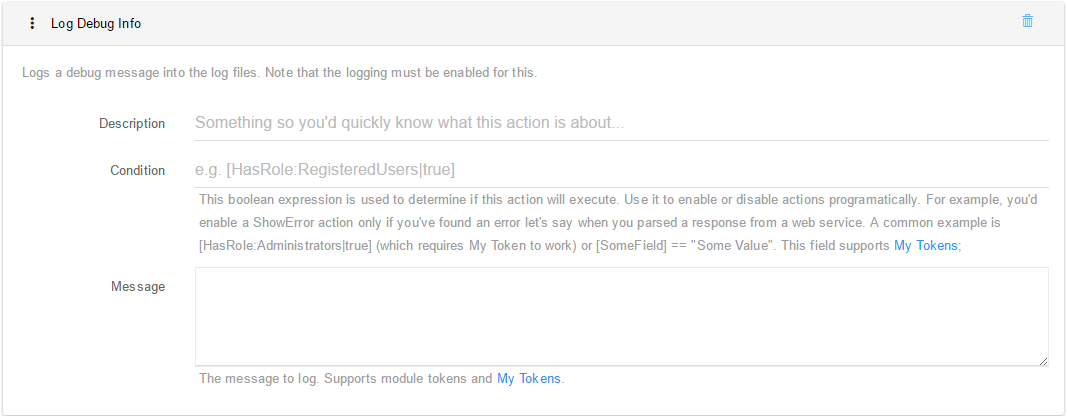 Log Debug Info
Logs a debug message into the log files. Note that the logging must be enabled for this.
Description
Something so you'd quickly know what this action is about...
Condition
e.g. [HasRole:RegisteredUsers|true]
This boolean expression is used to determine if this action will execute. Use it to enable or disable actions programatically. For example, you'd
enable a ShowError action only if you've found an error let's say when you parsed a response from a web service. A common example is
[HasRole:Administrators|true] (which requires My Token to work) or [SomeField] == "Some Value". This field supports My Tokens;
Message
The message to log. Supports module tokens and My Tokens.